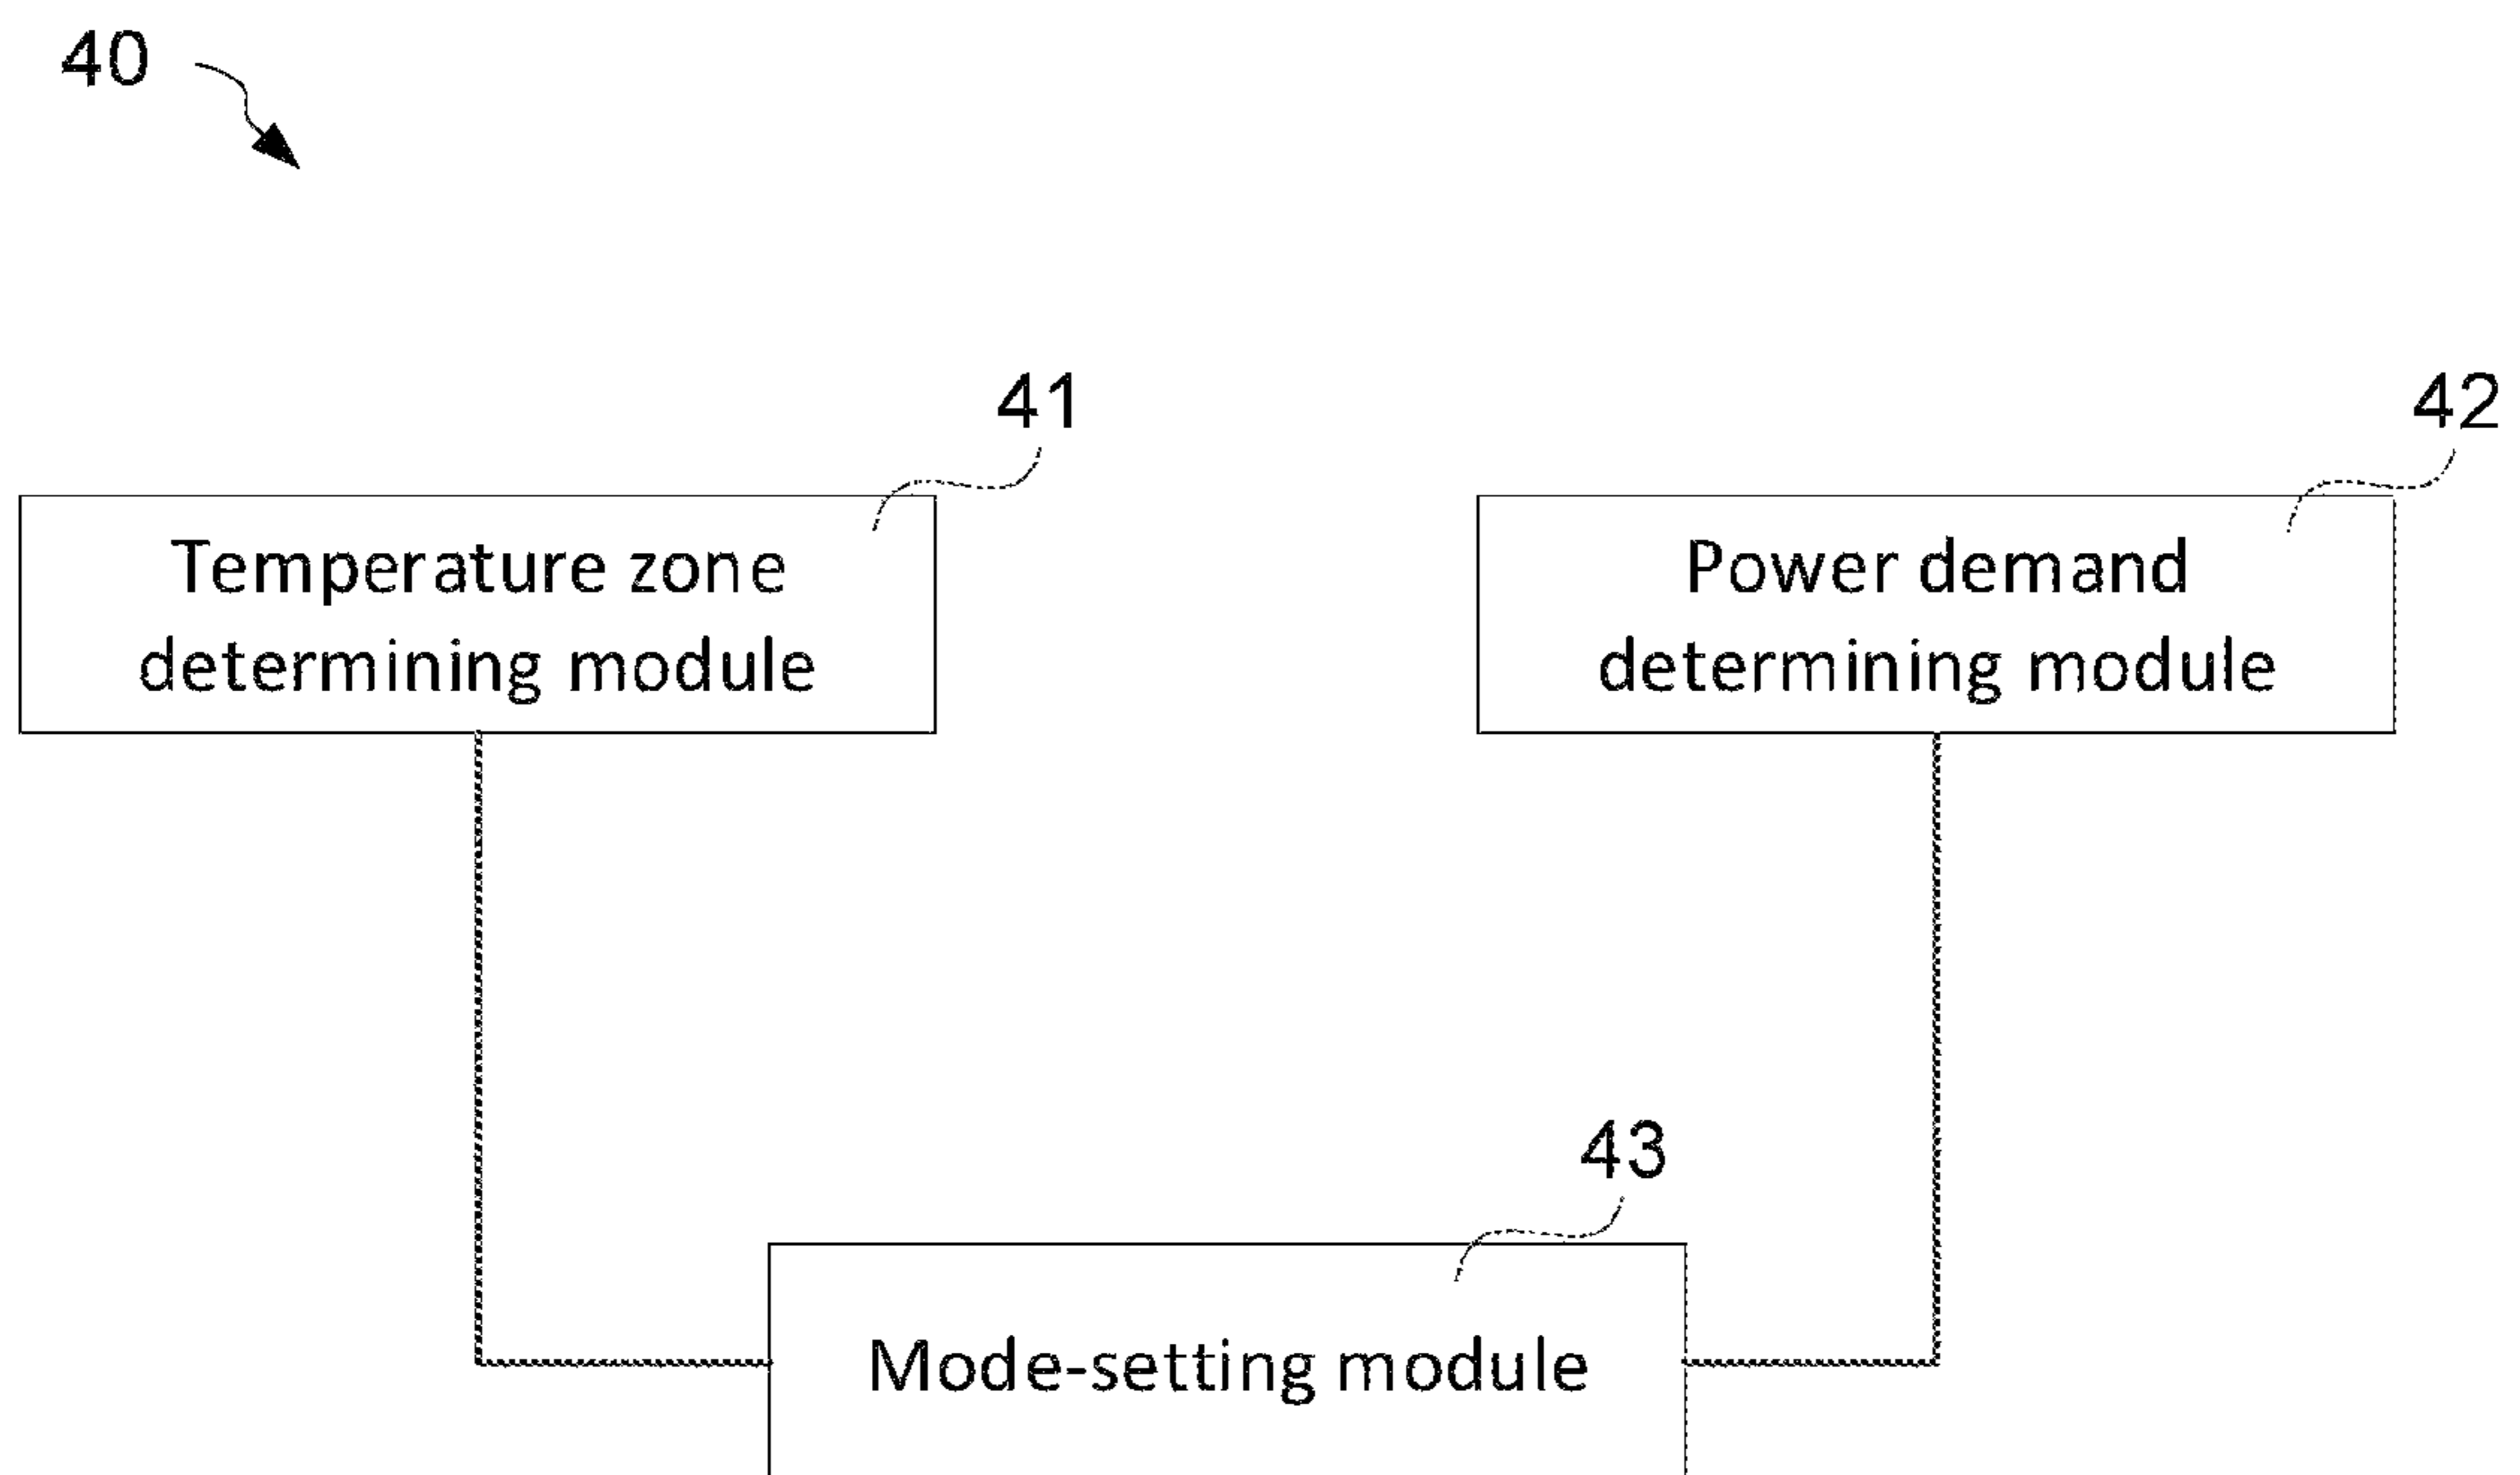 40
41
42
Temperature zone
determining module
Power demand
determining module
43
Mode-setting module